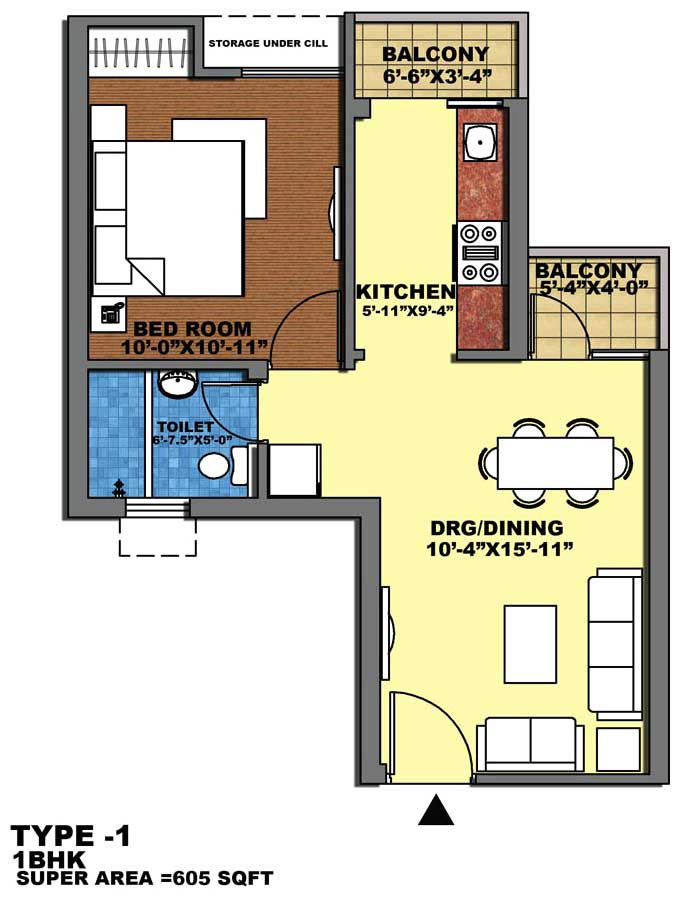 STORAGE UNDER CILL
BALCONY
6’-6”X3’-4”
BALCONY
5’-4”X4’-0”
KITCHEN
5’-11”X9’-4”
BED ROOM
10’-0”X10’-11”
TOILET
6’-7.5”X5’-0”
DRG/DINING
10’-4”X15’-11”
TYPE -1
1BHK
SUPER AREA =605 SQFT